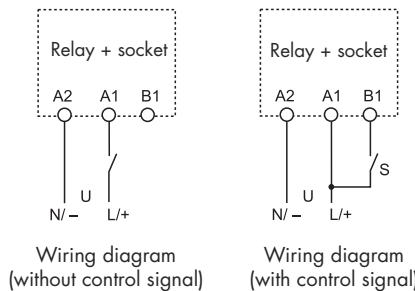 Relay + socket
A2 A1 B1
U
N/ – L/+
Wiring diagram
(without control signal)
Relay + socket
A2 A1 B1
S
U
N/ – L/+
Wiring diagram
(with control signal)